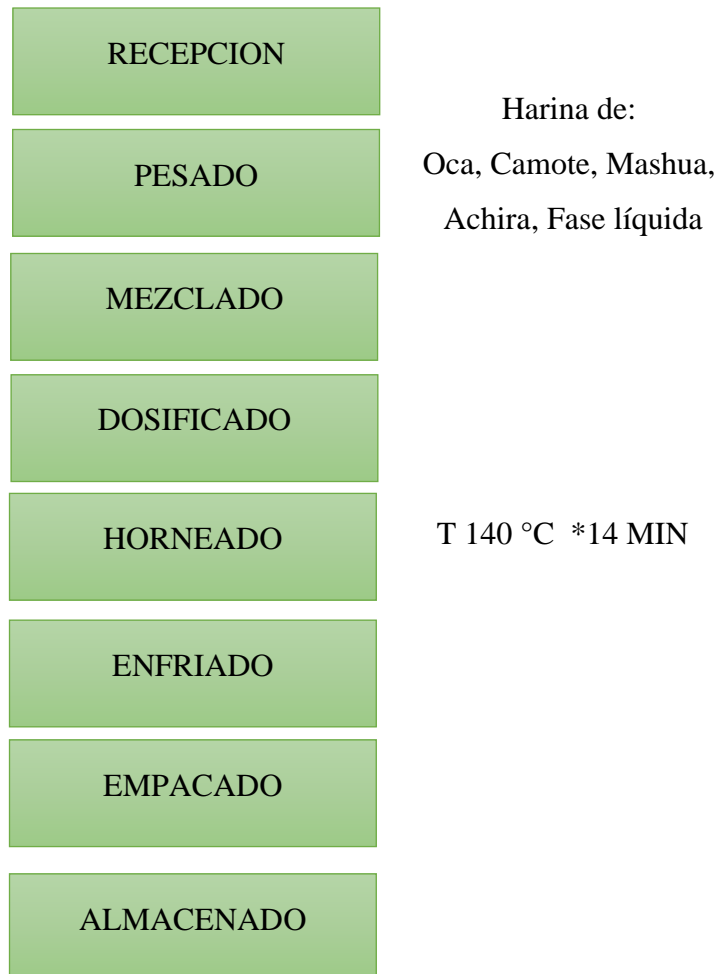 RECEPCION
PESADO
Harina de:
Oca, Camote, Mashua,
Achira, Fase líquida
MEZCLADO
DOSIFICADO
HORNEADO
T 140 °C *14 MIN
ENFRIADO
EMPACADO
ALMACENADO